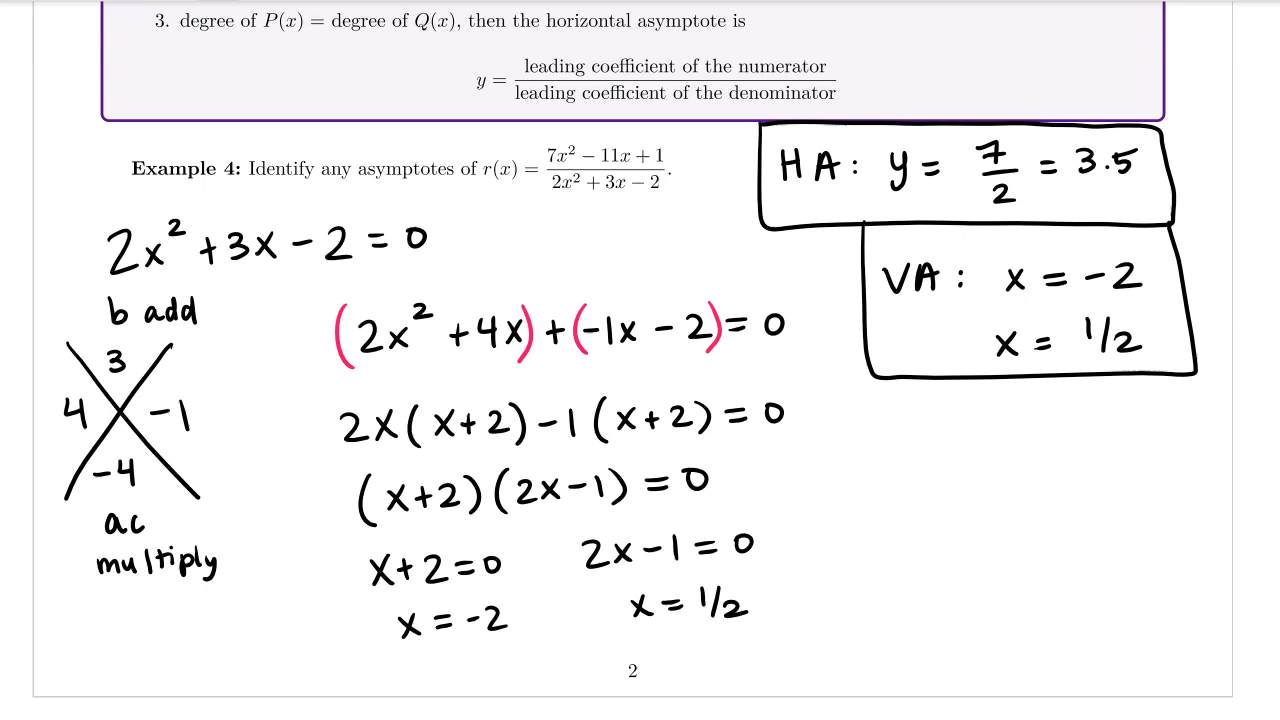 3. degree of P(x) = degree of Q(x), then the horizontal asymptote is
y = leading coefficient of the numerator / leading coefficient of the denominator
Example 4: Identify any asymptotes of r(x) = (7x² − 11x + 1) / (2x² + 3x − 2).
HA: y = 7/2 = 3.5
VA: x = -2
x = 1/2
2x² + 3x - 2 = 0
b add
3
4 -1
-4
ac
multiply
(2x² + 4x) + (-1x - 2) = 0
2x(x+2) - 1(x+2) = 0
(x+2)(2x-1) = 0
x+2=0 2x-1=0
x = -2 x = 1/2
2